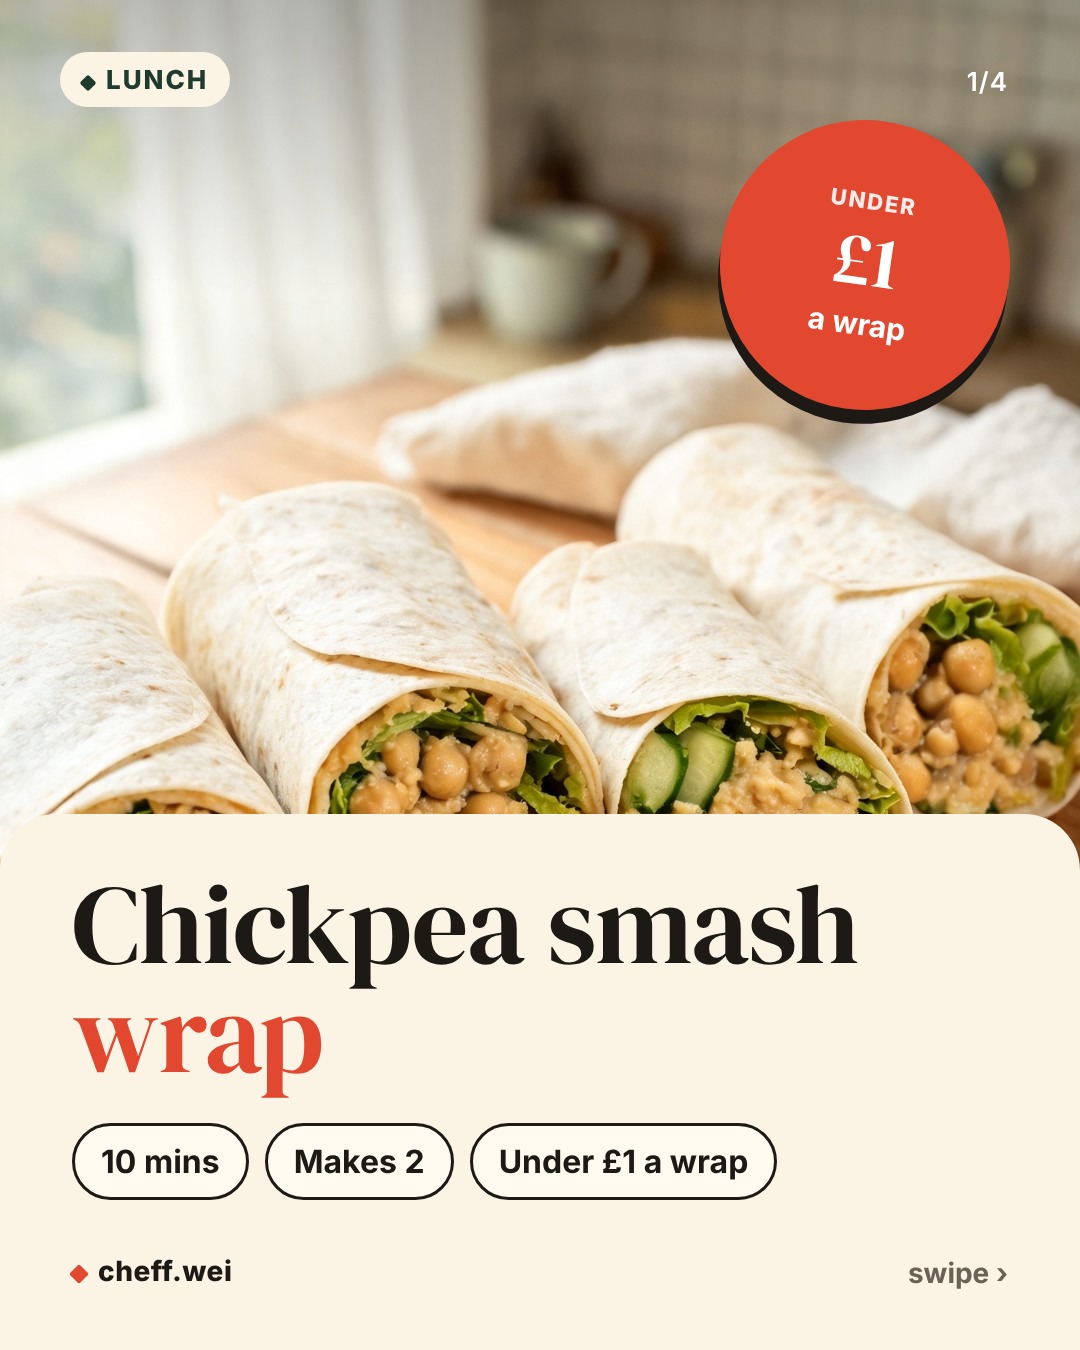 ◆ LUNCH
1/4
UNDER
£1
a wrap
Chickpea smash
wrap
10 mins
Makes 2
Under £1 a wrap
◆ cheff.wei
swipe ›